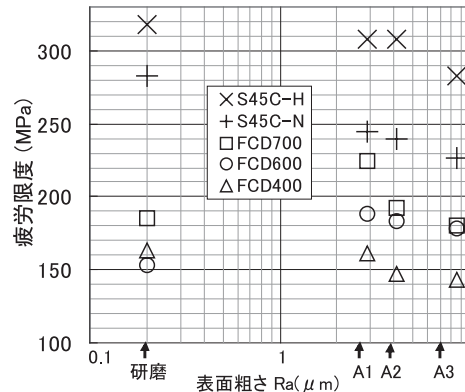 疲労限度 (MPa)
300
250
200
150
100
×S45C-H
+S45C-N
□FCD700
○FCD600
△FCD400
0.1
1
研磨
表面粗さ Ra(μm)
A1
A2
A3